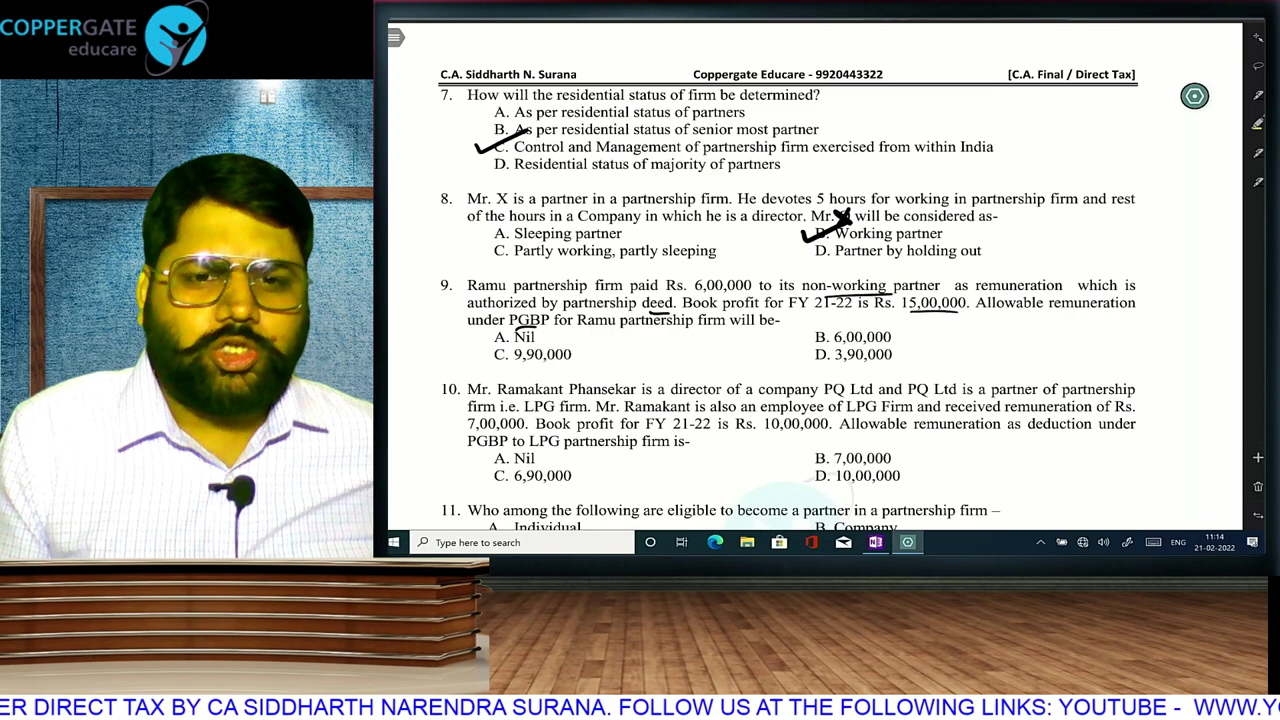 COPPERGATE
educare
C.A. Siddharth N. Surana Coppergate Educare - 9920443322 [C.A. Final / Direct Tax]
7. How will the residential status of firm be determined?
A. As per residential status of partners
B. As per residential status of senior most partner
C. Control and Management of partnership firm exercised from within India
D. Residential status of majority of partners
8. Mr. X is a partner in a partnership firm. He devotes 5 hours for working in partnership firm and rest
of the hours in a Company in which he is a director. Mr. will be considered as-
A. Sleeping partner B. Working partner
C. Partly working, partly sleeping D. Partner by holding out
9. Ramu partnership firm paid Rs. 6,00,000 to its non-working partner as remuneration which is
authorized by partnership deed. Book profit for FY 21-22 is Rs. 15,00,000. Allowable remuneration
under PGBP for Ramu partnership firm will be-
A. Nil B. 6,00,000
C. 9,90,000 D. 3,90,000
10. Mr. Ramakant Phansekar is a director of a company PQ Ltd and PQ Ltd is a partner of partnership
firm i.e. LPG firm. Mr. Ramakant is also an employee of LPG Firm and received remuneration of Rs.
7,00,000. Book profit for FY 21-22 is Rs. 10,00,000. Allowable remuneration as deduction under
PGBP to LPG partnership firm is-
A. Nil B. 7,00,000
C. 6,90,000 D. 10,00,000
11. Who among the following are eligible to become a partner in a partnership firm –
A. Individual B. Company
Type here to search ENG 11:14
21-02-2022
ER DIRECT TAX BY CA SIDDHARTH NARENDRA SURANA. FOLLOW US AT THE FOLLOWING LINKS: YOUTUBE - WWW.YO